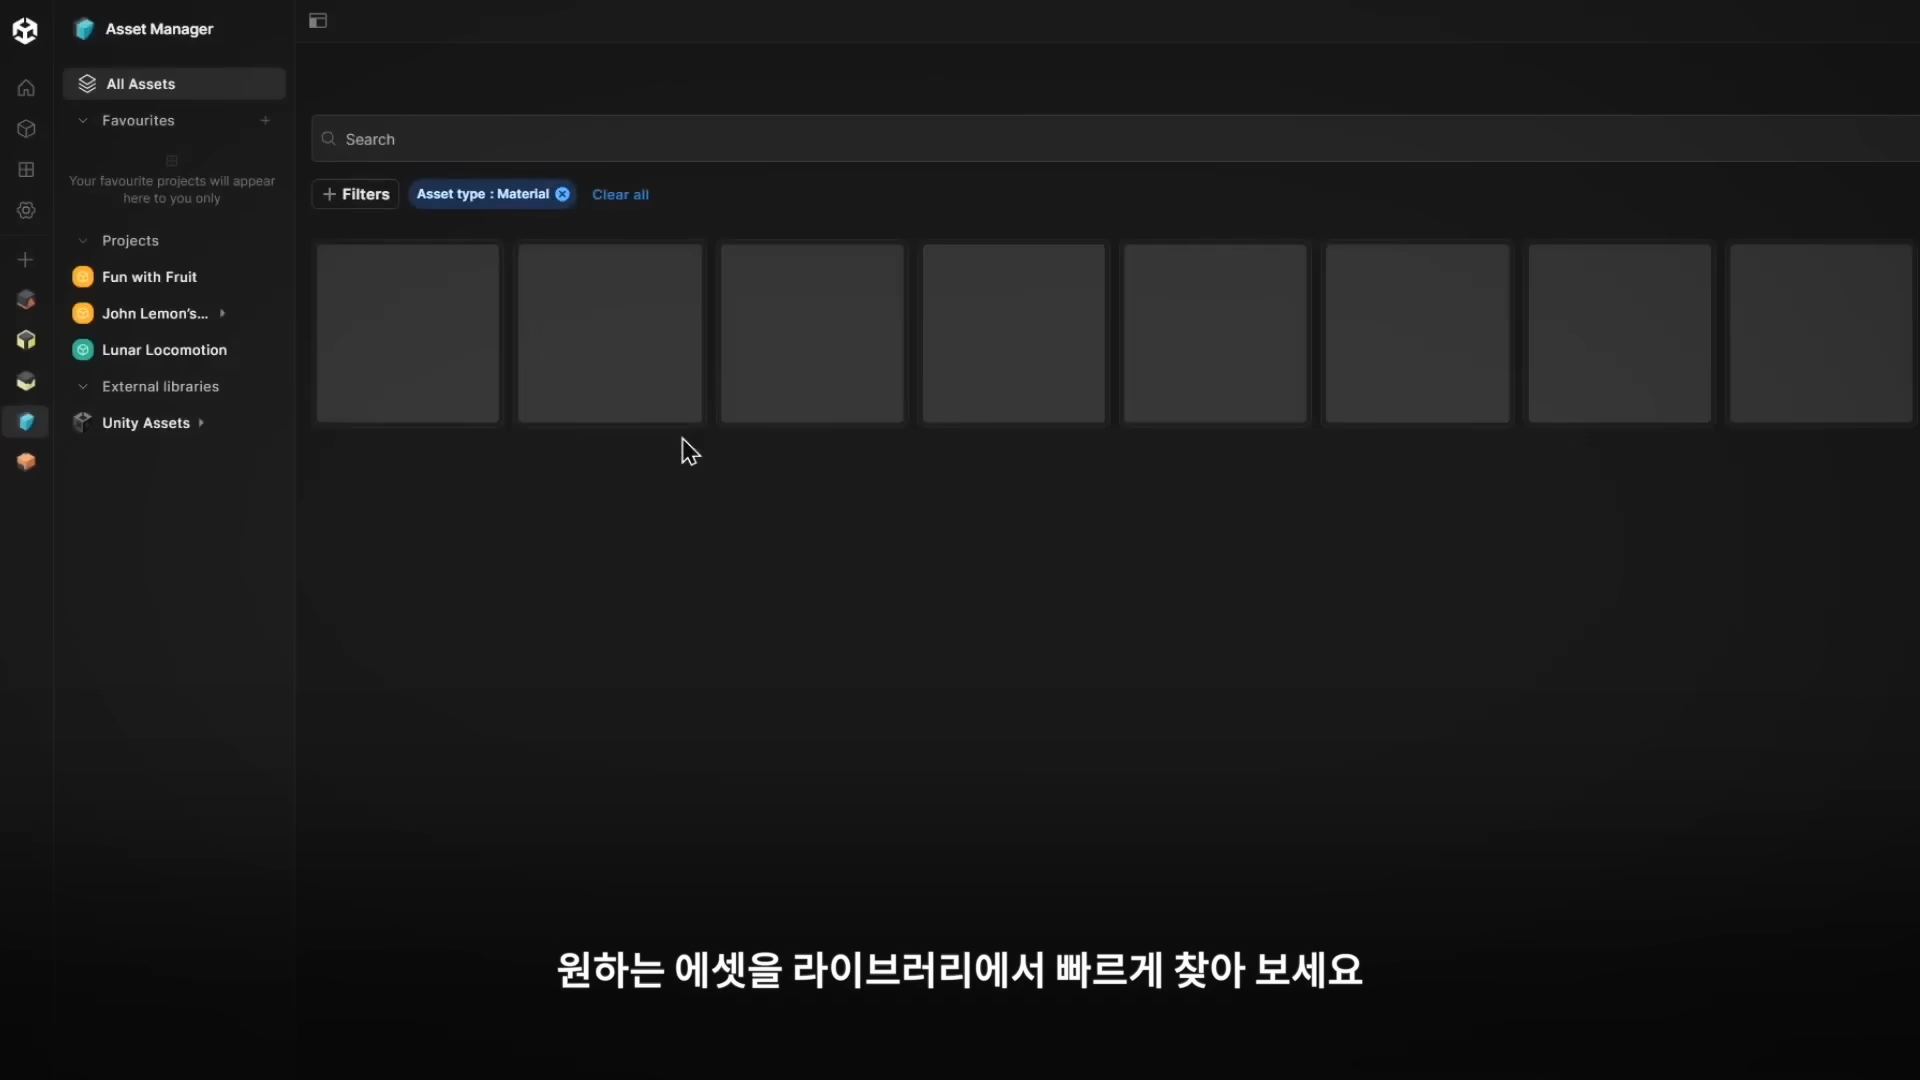 Asset Manager
All Assets
Favourites
Your favourite projects will appear
here to you only
Projects
Fun with Fruit
John Lemon's...
Lunar Locomotion
External libraries
Unity Assets
Search
Filters
Asset type : Material
Clear all
원하는 에셋을 라이브러리에서 빠르게 찾아 보세요